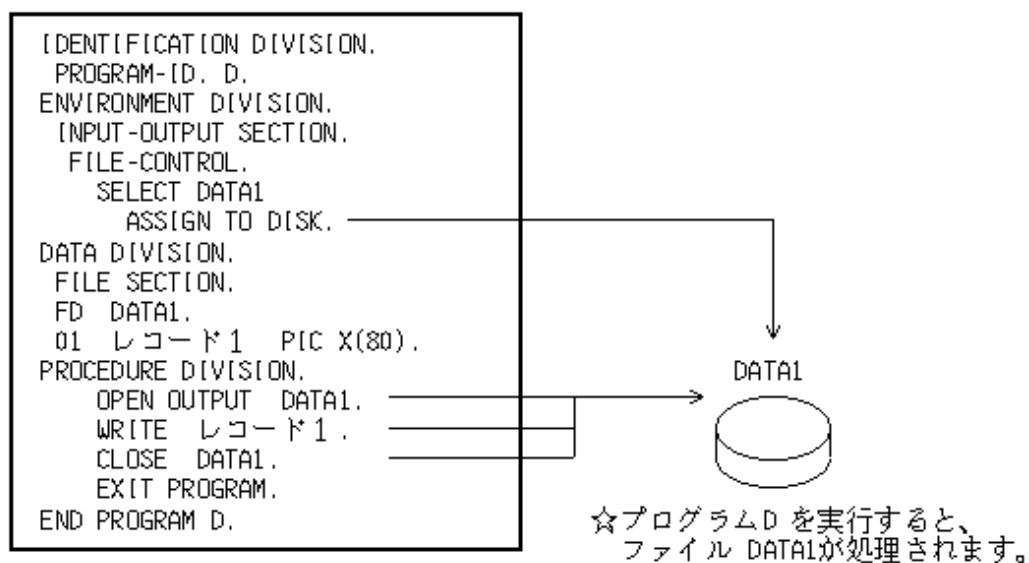 IDENTIFICATION DIVISION.
PROGRAM-ID. D.
ENVIRONMENT DIVISION.
INPUT-OUTPUT SECTION.
FILE-CONTROL.
SELECT DATA1
ASSIGN TO DISK.
DATA DIVISION.
FILE SECTION.
FD DATA1.
01 レコード1 PIC X(80).
PROCEDURE DIVISION.
OPEN OUTPUT DATA1.
WRITE レコード1.
CLOSE DATA1.
EXIT PROGRAM.
END PROGRAM D.
DATA1
☆プログラムD を実行すると、
ファイル DATA1が処理されます。